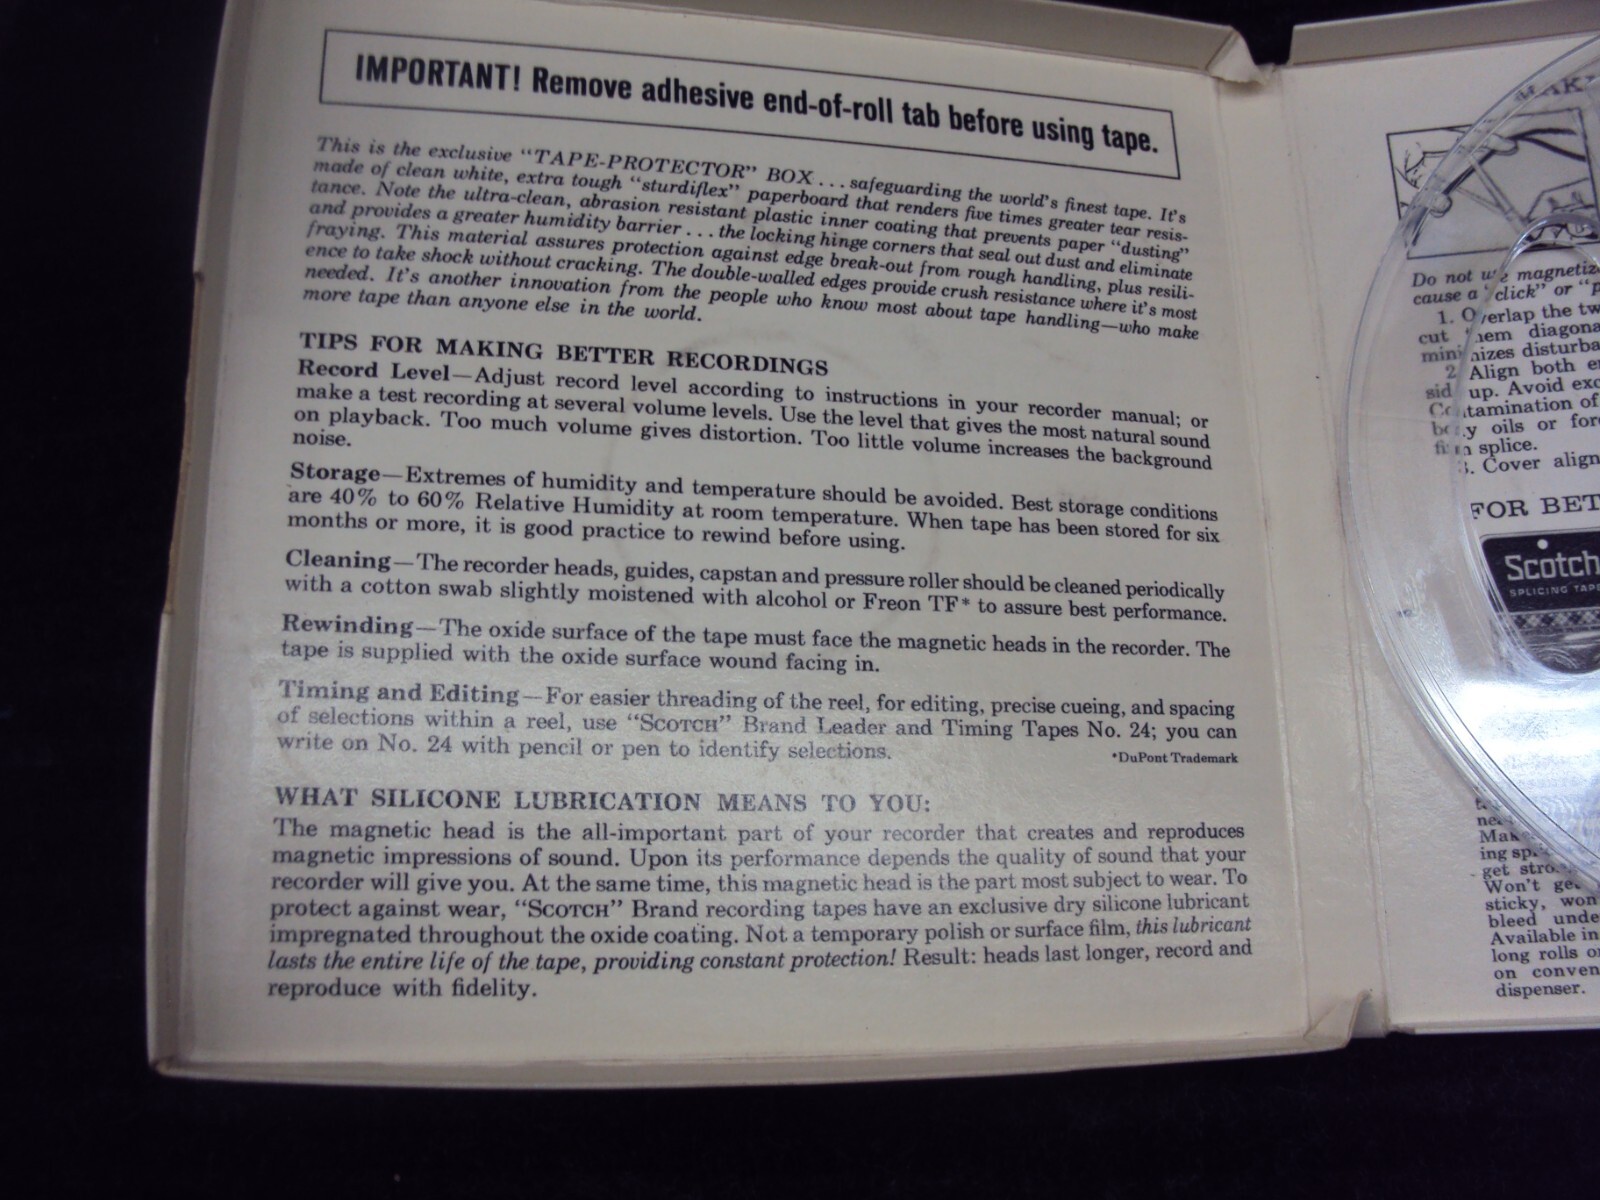 IMPORTANT! Remove adhesive end-of-roll tab before using tape.
This is the exclusive “TAPE-PROTECTOR” BOX . . . safeguarding the world's finest tape. It's
made of clean white, extra tough “sturdiflex” paperboard that renders five times greater tear resis-
tance. Note the ultra-clean, abrasion resistant plastic inner coating that prevents paper “dusting”
and provides a greater humidity barrier . . . the locking hinge corners that seal out dust and eliminate
fraying. This material assures protection against edge break-out from rough handling, plus resili-
ence to take shock without cracking. The double-walled edges provide crush resistance where it's most
needed. It's another innovation from the people who know most about tape handling—who make
more tape than anyone else in the world.
TIPS FOR MAKING BETTER RECORDINGS
Record Level—Adjust record level according to instructions in your recorder manual; or
make a test recording at several volume levels. Use the level that gives the most natural sound
on playback. Too much volume gives distortion. Too little volume increases the background
noise.
Storage—Extremes of humidity and temperature should be avoided. Best storage conditions
are 40% to 60% Relative Humidity at room temperature. When tape has been stored for six
months or more, it is good practice to rewind before using.
Cleaning—The recorder heads, guides, capstan and pressure roller should be cleaned periodically
with a cotton swab slightly moistened with alcohol or Freon TF* to assure best performance.
Rewinding—The oxide surface of the tape must face the magnetic heads in the recorder. The
tape is supplied with the oxide surface wound facing in.
Timing and Editing—For easier threading of the reel, for editing, precise cueing, and spacing
of selections within a reel, use “SCOTCH” Brand Leader and Timing Tapes No. 24; you can
write on No. 24 with pencil or pen to identify selections.
*DuPont Trademark
WHAT SILICONE LUBRICATION MEANS TO YOU:
The magnetic head is the all-important part of your recorder that creates and reproduces
magnetic impressions of sound. Upon its performance depends the quality of sound that your
recorder will give you. At the same time, this magnetic head is the part most subject to wear. To
protect against wear, “SCOTCH” Brand recording tapes have an exclusive dry silicone lubricant
impregnated throughout the oxide coating. Not a temporary polish or surface film, this lubricant
lasts the entire life of the tape, providing constant protection! Result: heads last longer, record and
reproduce with fidelity.
Do not use magnetiz
cause a “click” or “p
1. Overlap the tw
cut them diagona
minimizes disturba
2. Align both e
side up. Avoid exc
Contamination of
body oils or for
firm splice.
3. Cover align
FOR BET
Scotch
SPLICING TAPE
Mak
ing sp
get stro
Won't ge
sticky, won
bleed unde
Available in
long rolls o
on conven
dispenser.